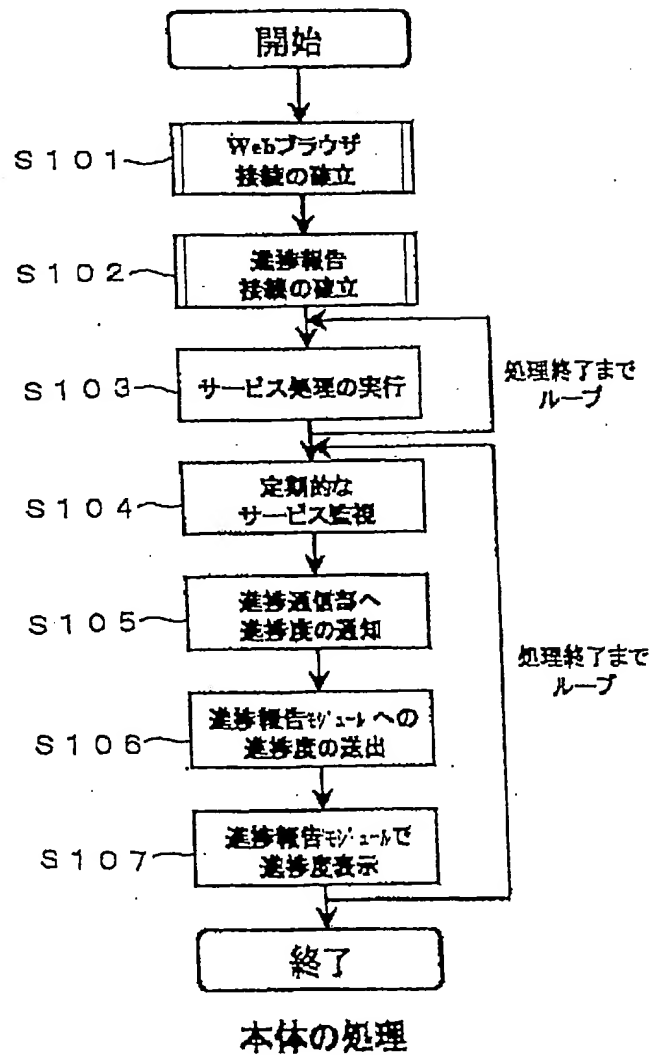 開始
S101
Webブラウザ
接続の確立
S102
進捗報告
接続の確立
S103
サービス処理の実行
処理終了まで
ループ
S104
定期的な
サービス監視
S105
進捗通信部へ
進捗度の通知
処理終了まで
ループ
S106
進捗報告ﾓｼﾞｭｰﾙへの
進捗度の送出
S107
進捗報告ﾓｼﾞｭｰﾙで
進捗度表示
終了
本体の処理